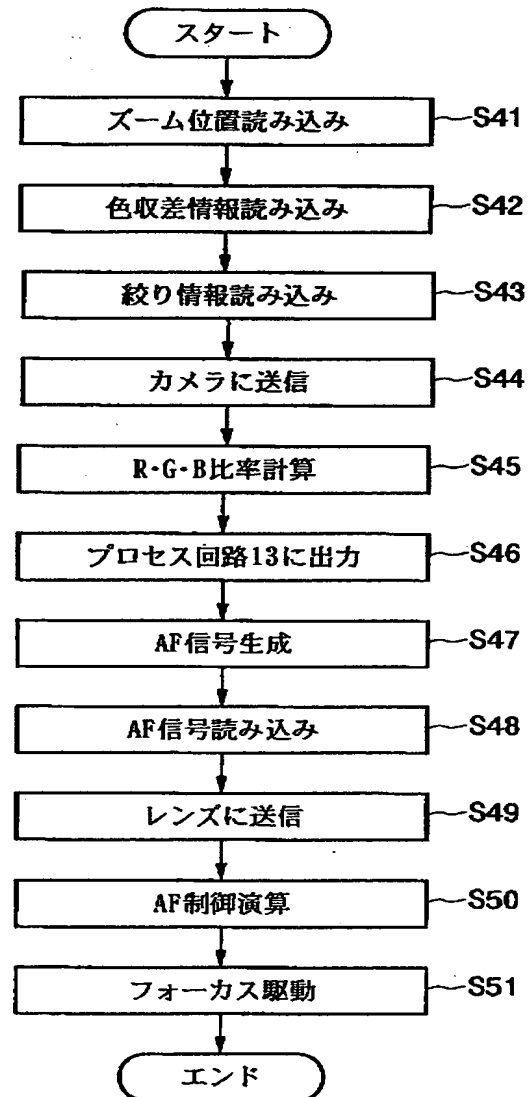 スタート
ズーム位置読み込み S41
色収差情報読み込み S42
絞り情報読み込み S43
カメラに送信 S44
R・G・B比率計算 S45
プロセス回路13に出力 S46
AF信号生成 S47
AF信号読み込み S48
レンズに送信 S49
AF制御演算 S50
フォーカス駆動 S51
エンド